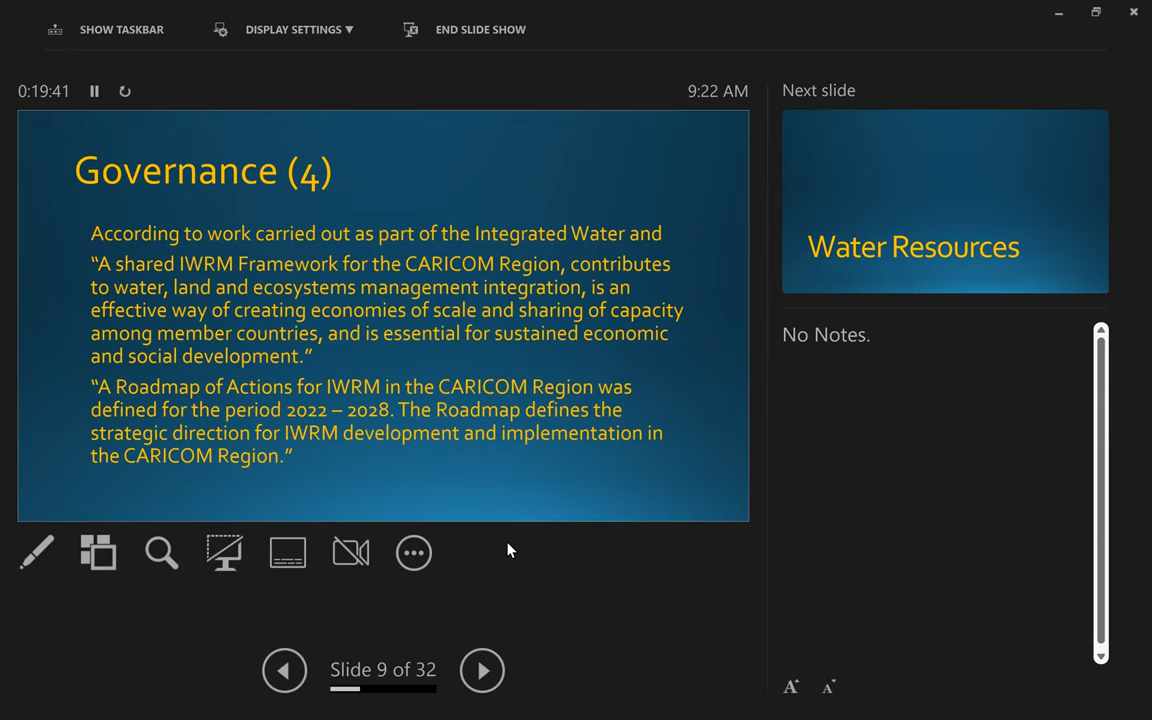 SHOW TASKBAR
DISPLAY SETTINGS ▼
END SLIDE SHOW
0:19:41
9:22 AM
Governance (4)
According to work carried out as part of the Integrated Water and
“A shared IWRM Framework for the CARICOM Region, contributes
to water, land and ecosystems management integration, is an
effective way of creating economies of scale and sharing of capacity
among member countries, and is essential for sustained economic
and social development.”
“A Roadmap of Actions for IWRM in the CARICOM Region was
defined for the period 2022 – 2028. The Roadmap defines the
strategic direction for IWRM development and implementation in
the CARICOM Region.”
Slide 9 of 32
Next slide
Water Resources
No Notes.
A A